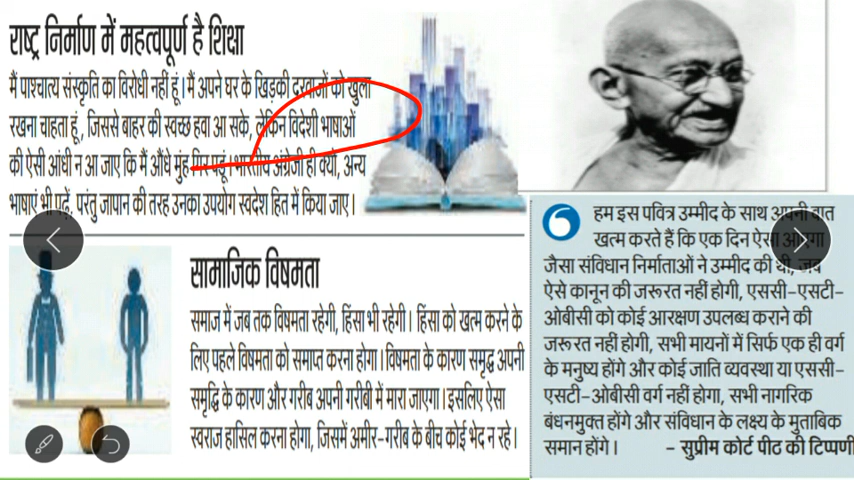 राष्ट्र निर्माण में महत्वपूर्ण है शिक्षा
मैं पाश्चात्य संस्कृति का विरोधी नहीं हूं। मैं अपने घर के खिड़की दरवाजों को खुला
रखना चाहता हूं, जिससे बाहर की स्वच्छ हवा आ सके, लेकिन विदेशी भाषाओं
की ऐसी आंधी न आ जाए कि मैं औंधे मुंह गिर पडूं। भारतीय अंग्रेजी ही क्यों, अन्य
भाषाएं भी पढ़ें, परंतु जापान की तरह उनका उपयोग स्वदेश हित में किया जाए।
सामाजिक विषमता
समाज में जब तक विषमता रहेगी, हिंसा भी रहेगी। हिंसा को खत्म करने के
लिए पहले विषमता को समाप्त करना होगा। विषमता के कारण समृद्ध अपनी
समृद्धि के कारण और गरीब अपनी गरीबी में मारा जाएगा। इसलिए ऐसा
स्वराज हासिल करना होगा, जिसमें अमीर-गरीब के बीच कोई भेद न रहे।
हम इस पवित्र उम्मीद के साथ अपनी बात
खत्म करते हैं कि एक दिन ऐसा आएगा
जैसा संविधान निर्माताओं ने उम्मीद की थी, जब
ऐसे कानून की जरूरत नहीं होगी, एससी-एसटी-
ओबीसी को कोई आरक्षण उपलब्ध कराने की
जरूरत नहीं होगी, सभी मायनों में सिर्फ एक ही वर्ग
के मनुष्य होंगे और कोई जाति व्यवस्था या एससी-
एसटी-ओबीसी वर्ग नहीं होगा, सभी नागरिक
बंधनमुक्त होंगे और संविधान के लक्ष्य के मुताबिक
समान होंगे। - सुप्रीम कोर्ट पीठ की टिप्पणी